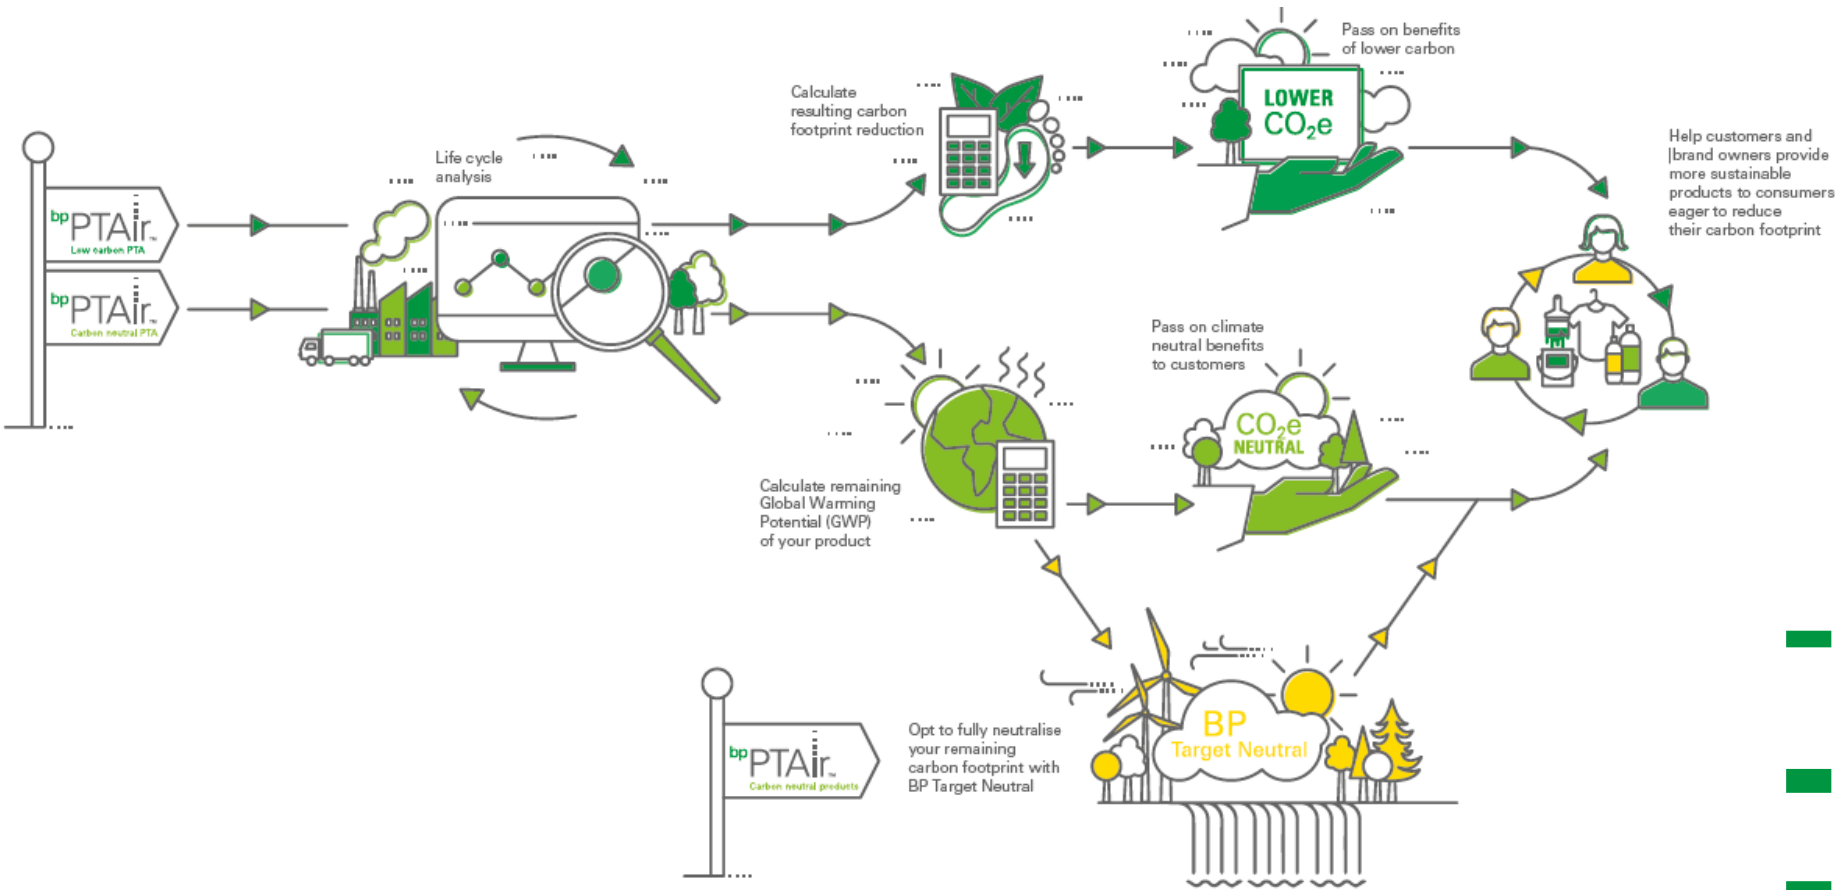 Pass on benefits
of lower carbon
Calculate
resulting carbon
footprint reduction
LOWER
CO₂e
Help customers and
|brand owners provide
more sustainable
products to consumers
eager to reduce
their carbon footprint
Life cycle
analysis
bp PTAir™
Low carbon PTA
bp PTAir™
Carbon neutral PTA
Pass on climate
neutral benefits
to customers
CO₂e
NEUTRAL
Calculate remaining
Global Warming
Potential (GWP)
of your product
bp PTAir™
Carbon neutral products
Opt to fully neutralise
your remaining
carbon footprint with
BP Target Neutral
BP
Target Neutral